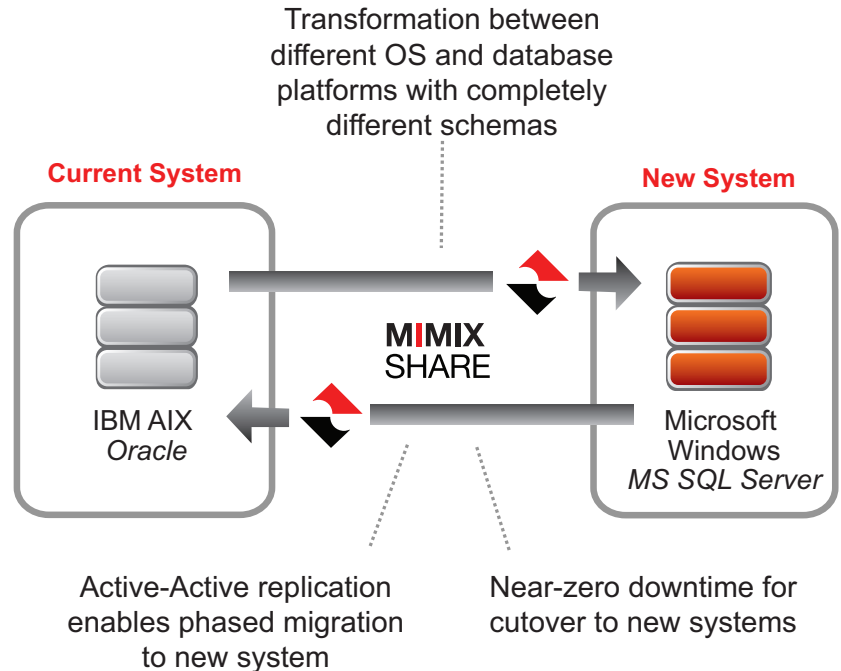 Transformation between
different OS and database
platforms with completely
different schemas
Current System
New System
MIMIX
SHARE
IBM AIX
Oracle
Microsoft
Windows
MS SQL Server
Active-Active replication
enables phased migration
to new system
Near-zero downtime for
cutover to new systems